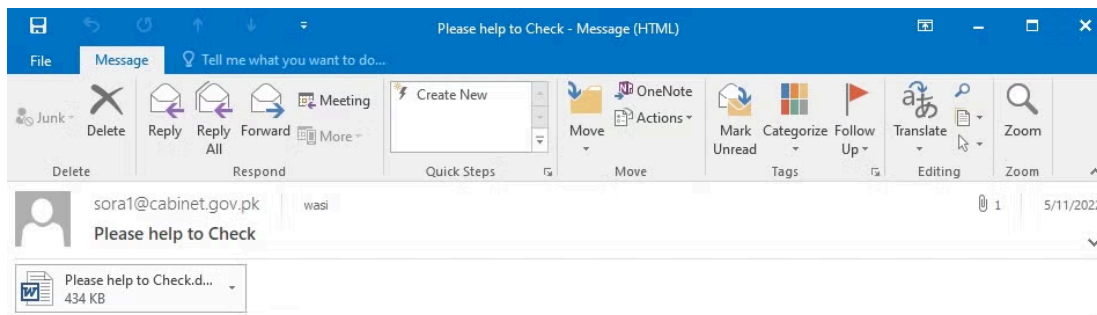 Please help to Check - Message (HTML)
File Message Tell me what you want to do...
Junk Delete Reply Reply All Forward Meeting More
Create New
Move OneNote Actions
Mark Unread Categorize Follow Up
Translate Zoom
Delete Respond Quick Steps Move Tags Editing Zoom
sora1@cabinet.gov.pk wasi 1 5/11/2022
Please help to Check
Please help to Check.d...
434 KB